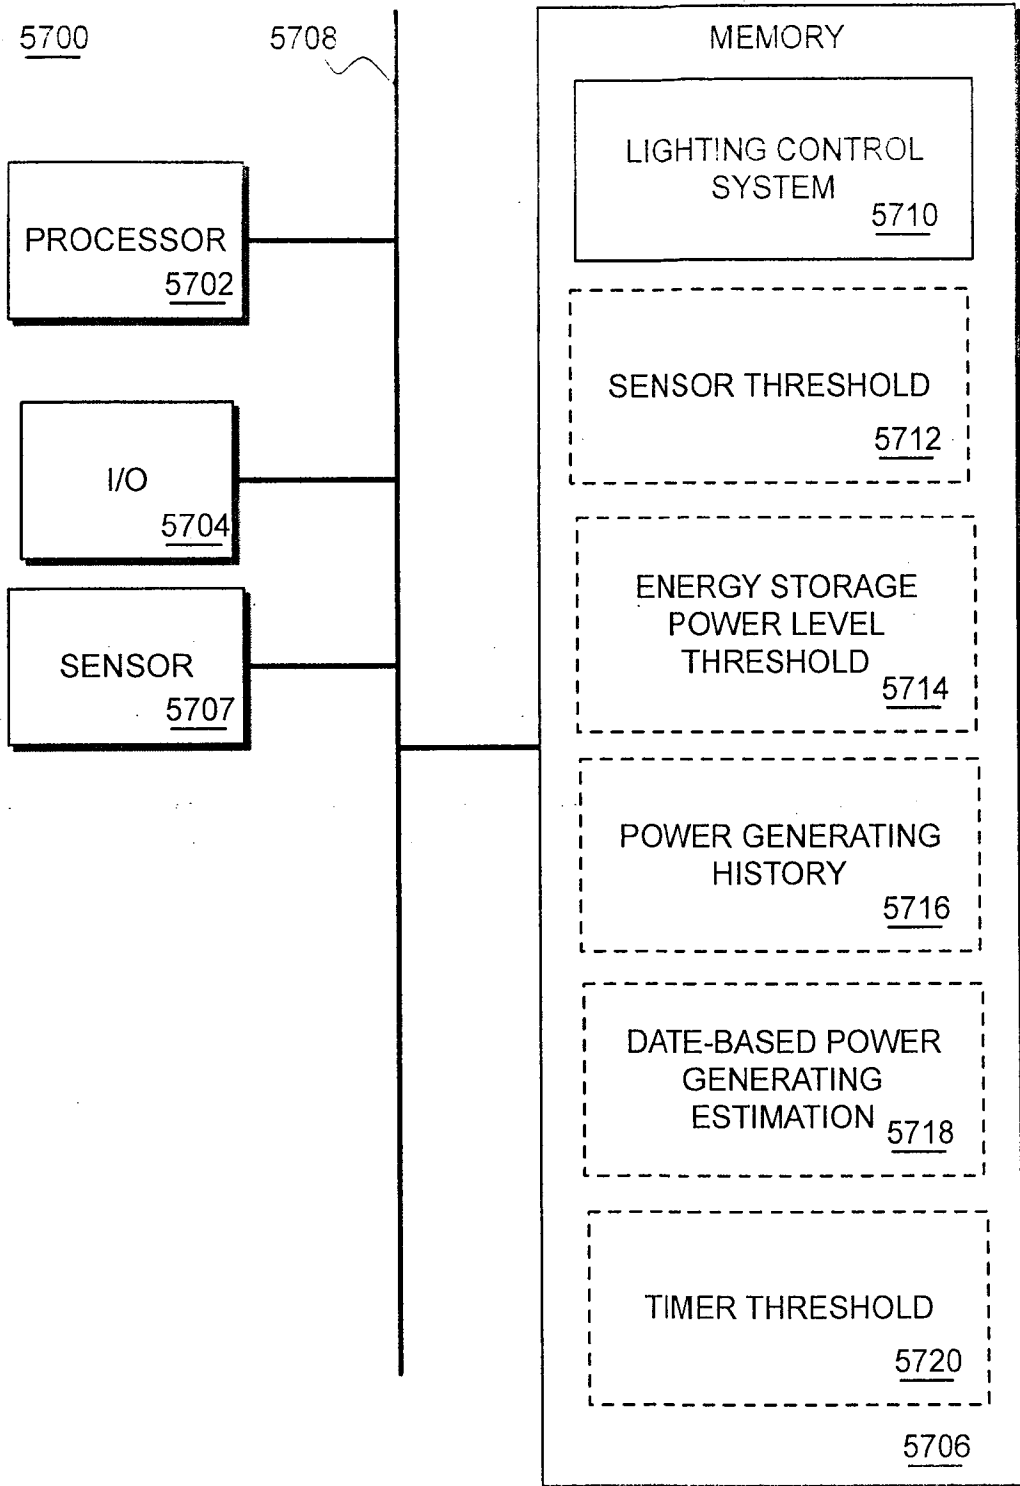 5700
5708
PROCESSOR
5702
I/O
5704
SENSOR
5707
MEMORY
LIGHTING CONTROL
SYSTEM
5710
SENSOR THRESHOLD
5712
ENERGY STORAGE
POWER LEVEL
THRESHOLD
5714
POWER GENERATING
HISTORY
5716
DATE-BASED POWER
GENERATING
ESTIMATION
5718
TIMER THRESHOLD
5720
5706